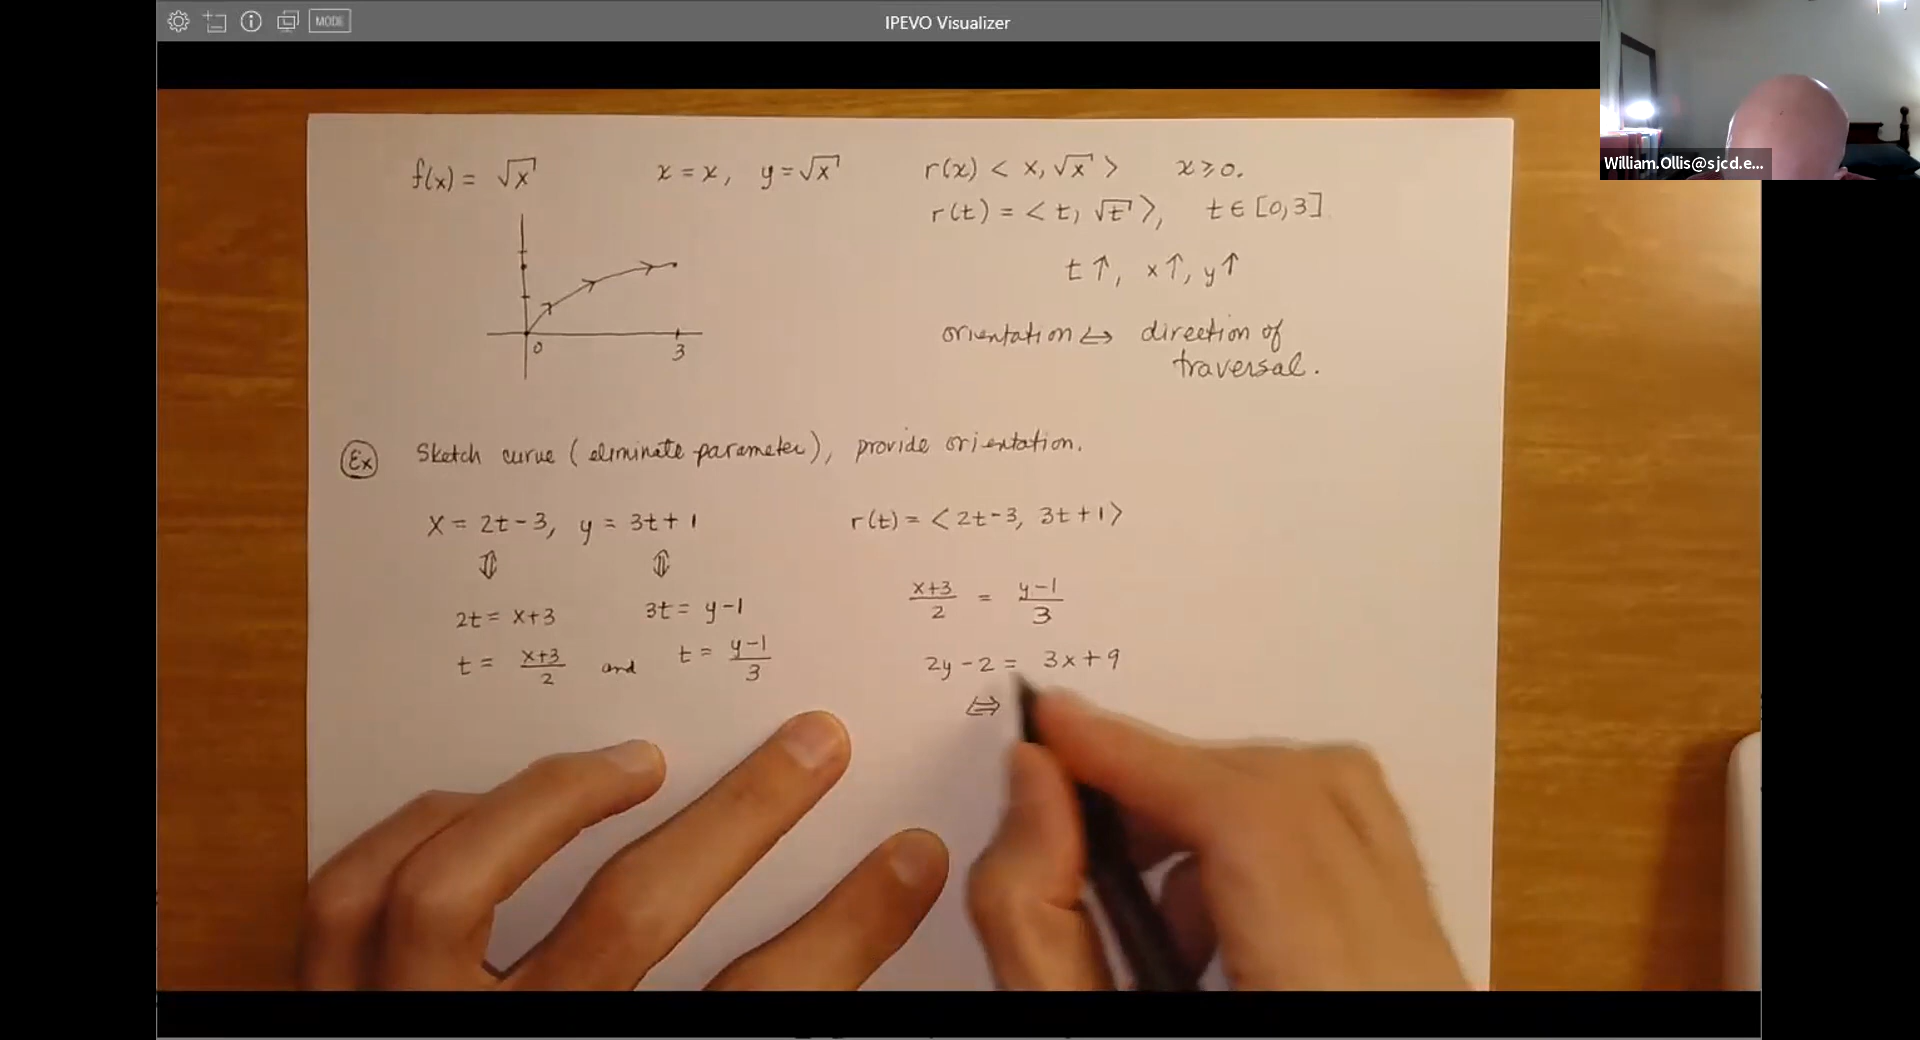 MODE
IPEVO Visualizer
William.Ollis@sjcd.e...
f(x) = √x x = x, y = √x r(x) < x, √x > x ≥ 0.
r(t) = < t, √t >, t ∈ [0,3]
t↑, x↑, y↑
0 3
orientation ⇔ direction of
traversal.
Ex Sketch curve (eliminate parameter), provide orientation.
x = 2t-3, y = 3t+1 r(t) = < 2t-3, 3t+1 >
⇕ ⇕
2t = x+3 3t = y-1 x+3/2 = y-1/3
t = x+3/2 and t = y-1/3 2y-2 = 3x+9
⇔